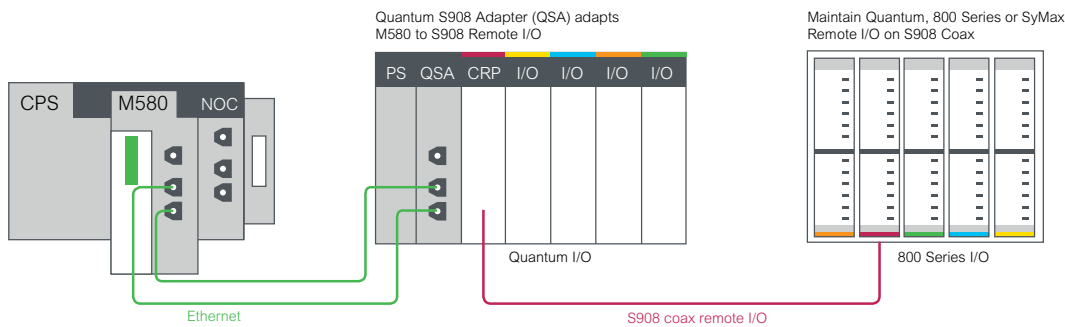 Quantum S908 Adapter (QSA) adapts
M580 to S908 Remote I/O
Maintain Quantum, 800 Series or SyMax
Remote I/O on S908 Coax
CPS M580 NOC
PS QSA CRP I/O I/O I/O I/O
Quantum I/O
800 Series I/O
Ethernet
S908 coax remote I/O